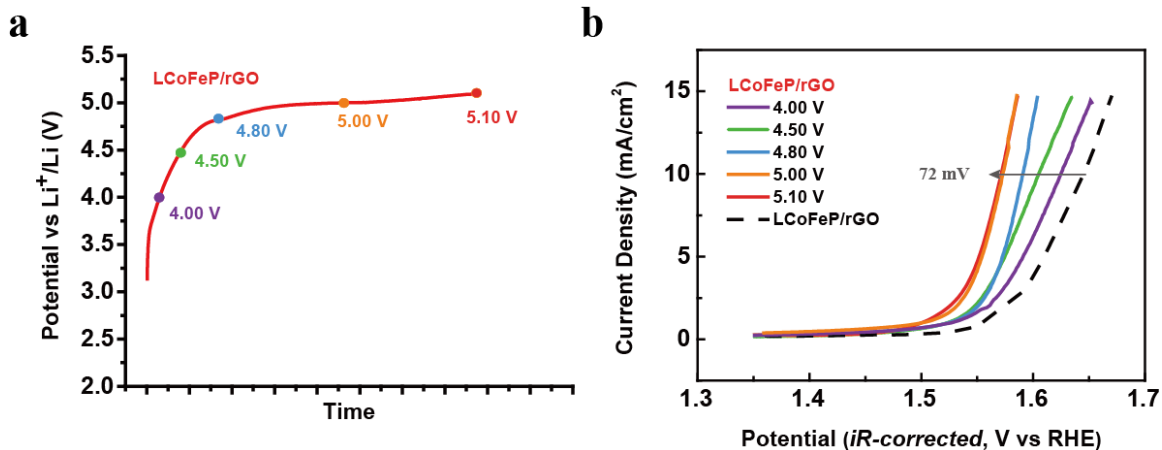 a
5.5
5.0
4.5
4.0
3.5
3.0
2.5
2.0
Potential vs Li⁺/Li (V)
LCoFeP/rGO
4.00 V
4.50 V
4.80 V
5.00 V
5.10 V
Time
b
15
10
5
0
Current Density (mA/cm²)
LCoFeP/rGO
4.00 V
4.50 V
4.80 V
5.00 V
5.10 V
LCoFeP/rGO
72 mV
1.3
1.4
1.5
1.6
1.7
Potential (iR-corrected, V vs RHE)